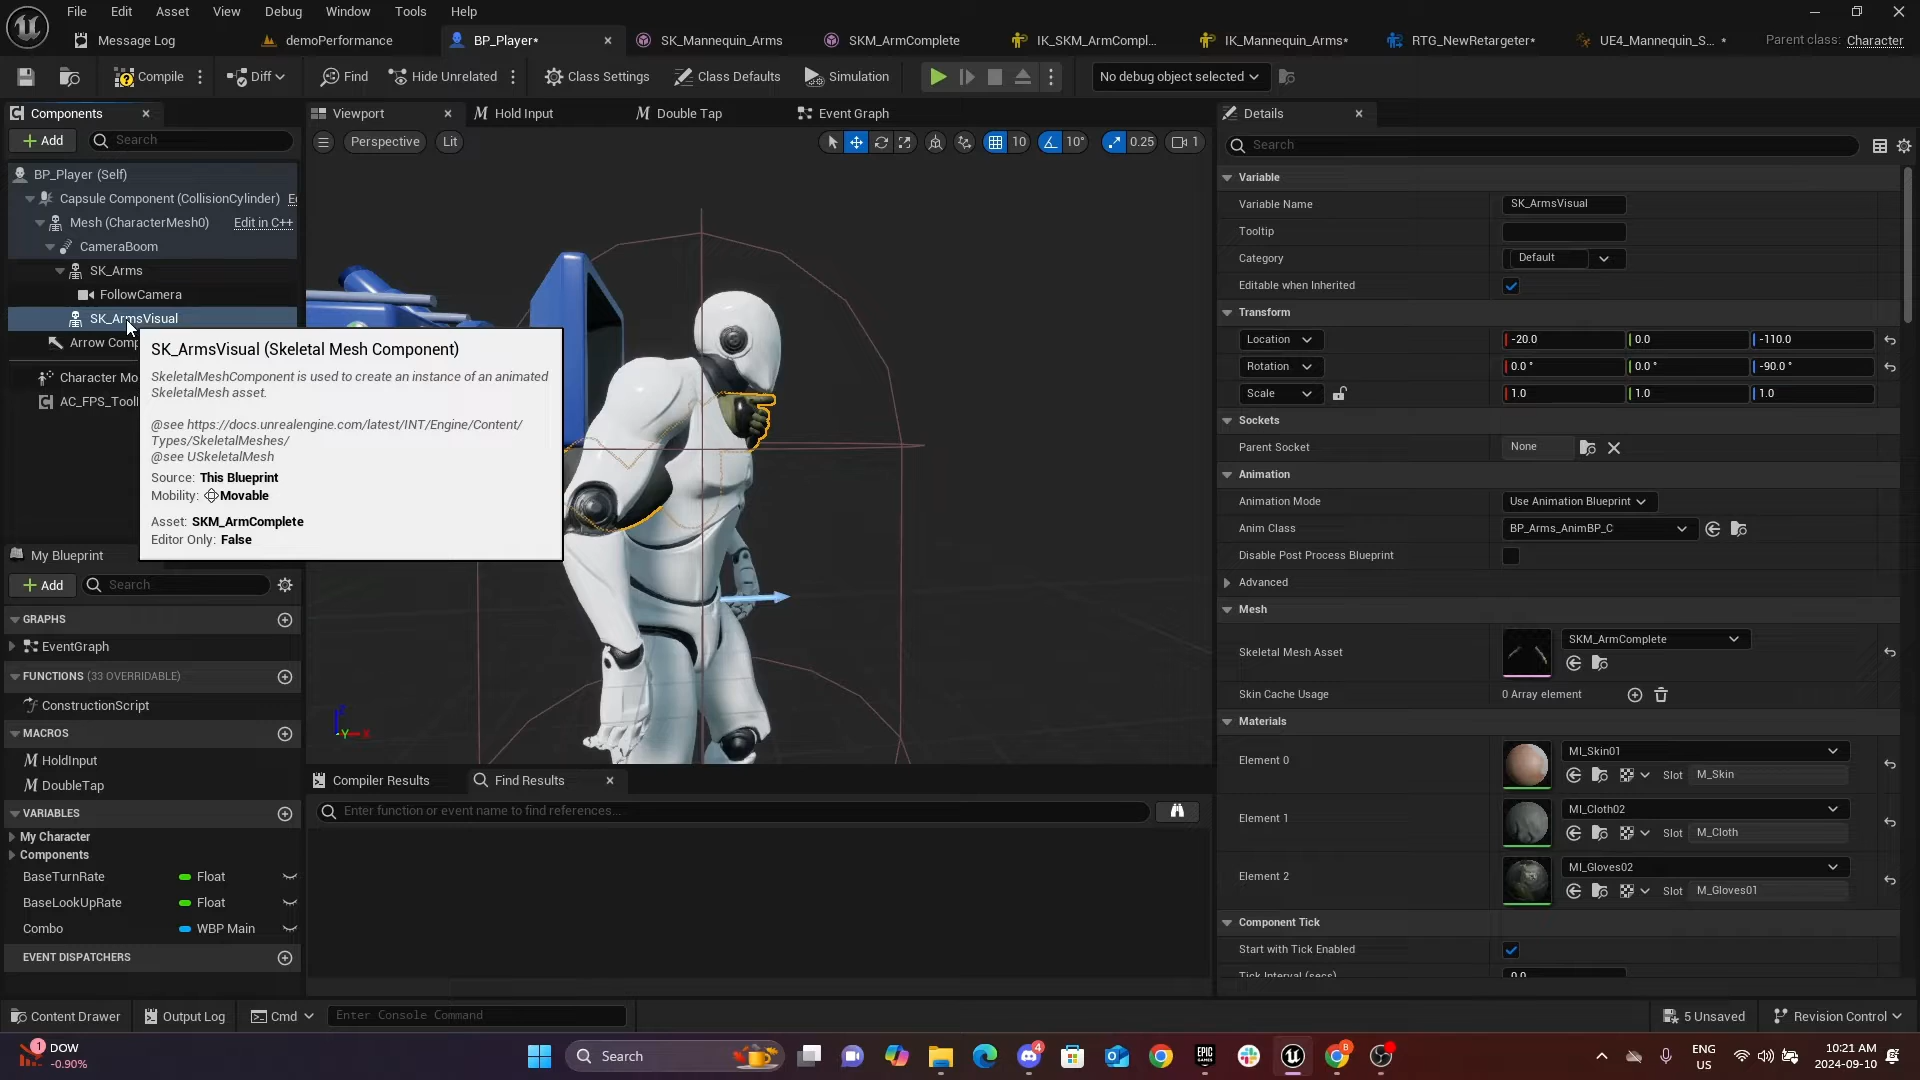 File Edit Asset View Debug Window Tools Help
Message Log demoPerformance BP_Player* SK_Mannequin_Arms SKM_ArmComplete IK_SKM_ArmCompl... IK_Mannequin_Arms* RTG_NewRetargeter* UE4_Mannequin_S... * Parent class: Character
Compile Diff Find Hide Unrelated Class Settings Class Defaults Simulation No debug object selected
Components
Add Search
BP_Player (Self)
Capsule Component (CollisionCylinder)
Mesh (CharacterMesh0) Edit in C++
CameraBoom
SK_Arms
FollowCamera
SK_ArmsVisual
Arrow Comp
Character Mo
AC_FPS_Tool
SK_ArmsVisual (Skeletal Mesh Component)
SkeletalMeshComponent is used to create an instance of an animated
SkeletalMesh asset.
@see https://docs.unrealengine.com/latest/INT/Engine/Content/
Types/SkeletalMeshes/
@see USkeletalMesh
Source: This Blueprint
Mobility: Movable
Asset: SKM_ArmComplete
Editor Only: False
My Blueprint
Add Search
GRAPHS
EventGraph
FUNCTIONS (33 OVERRIDABLE)
ConstructionScript
MACROS
HoldInput
DoubleTap
VARIABLES
My Character
Components
BaseTurnRate Float
BaseLookUpRate Float
Combo WBP Main
EVENT DISPATCHERS
Viewport Hold Input Double Tap Event Graph
Perspective Lit 10 10° 0.25 1
Z
Y X
Compiler Results Find Results
Enter function or event name to find references...
Details
Search
Variable
Variable Name SK_ArmsVisual
Tooltip
Category Default
Editable when Inherited
Transform
Location -20.0 0.0 -110.0
Rotation 0.0 ° 0.0 ° -90.0 °
Scale 1.0 1.0 1.0
Sockets
Parent Socket None
Animation
Animation Mode Use Animation Blueprint
Anim Class BP_Arms_AnimBP_C
Disable Post Process Blueprint
Advanced
Mesh
Skeletal Mesh Asset SKM_ArmComplete
Skin Cache Usage 0 Array element
Materials
Element 0 MI_Skin01
Slot M_Skin
Element 1 MI_Cloth02
Slot M_Cloth
Element 2 MI_Gloves02
Slot M_Gloves01
Component Tick
Start with Tick Enabled
Tick Interval (secs) 0.0
Content Drawer Output Log Cmd Enter Console Command 5 Unsaved Revision Control
1 DOW
-0.90%
Search
4
EPIC GAMES
B
ENG
US
10:21 AM
2024-09-10